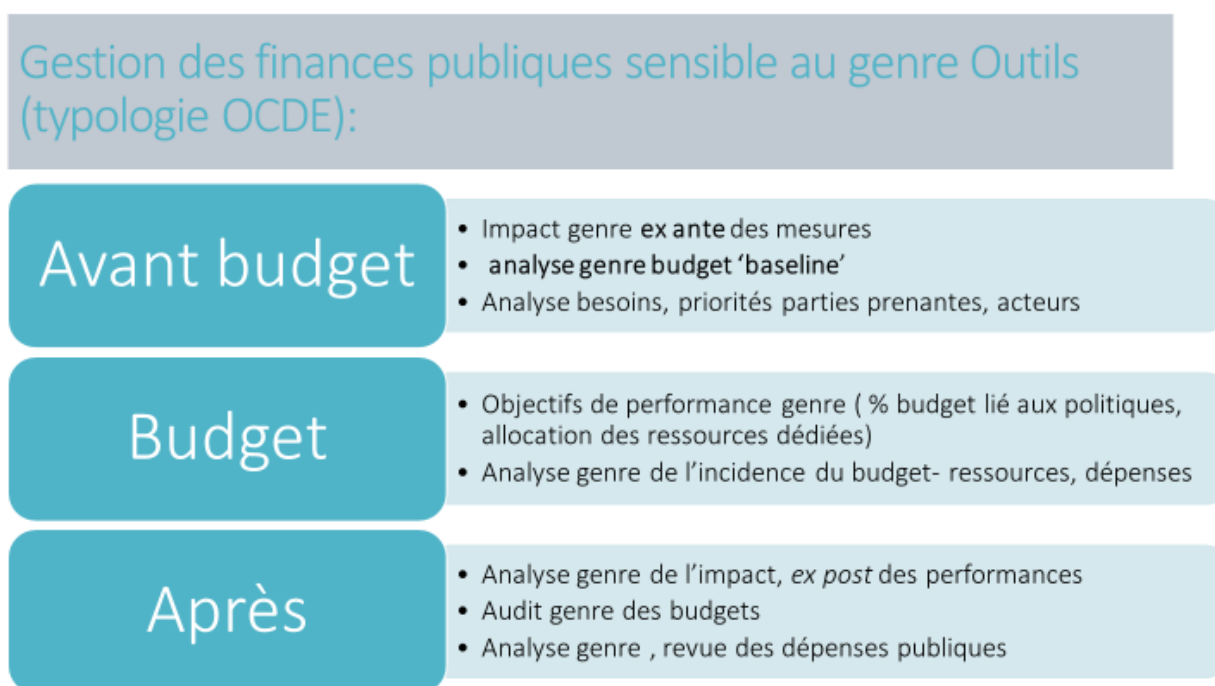 Gestion des finances publiques sensible au genre Outils
(typologie OCDE):
Avant budget
• Impact genre ex ante des mesures
• analyse genre budget ‘baseline’
• Analyse besoins, priorités parties prenantes, acteurs
Budget
• Objectifs de performance genre ( % budget lié aux politiques,
allocation des ressources dédiées)
• Analyse genre de l’incidence du budget- ressources, dépenses
Après
• Analyse genre de l’impact, ex post des performances
• Audit genre des budgets
• Analyse genre , revue des dépenses publiques